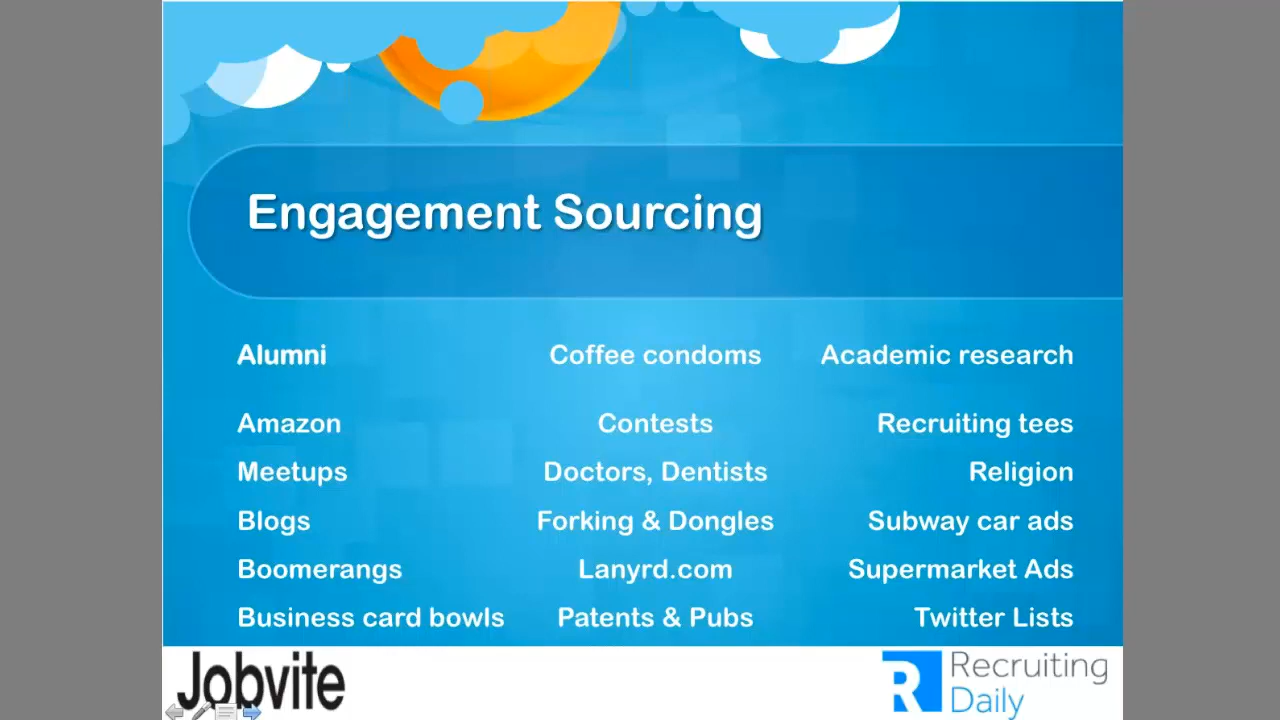 Engagement Sourcing
Alumni Coffee condoms Academic research
Amazon Contests Recruiting tees
Meetups Doctors, Dentists Religion
Blogs Forking & Dongles Subway car ads
Boomerangs Lanyrd.com Supermarket Ads
Business card bowls Patents & Pubs Twitter Lists
Jobvite
R Recruiting
Daily